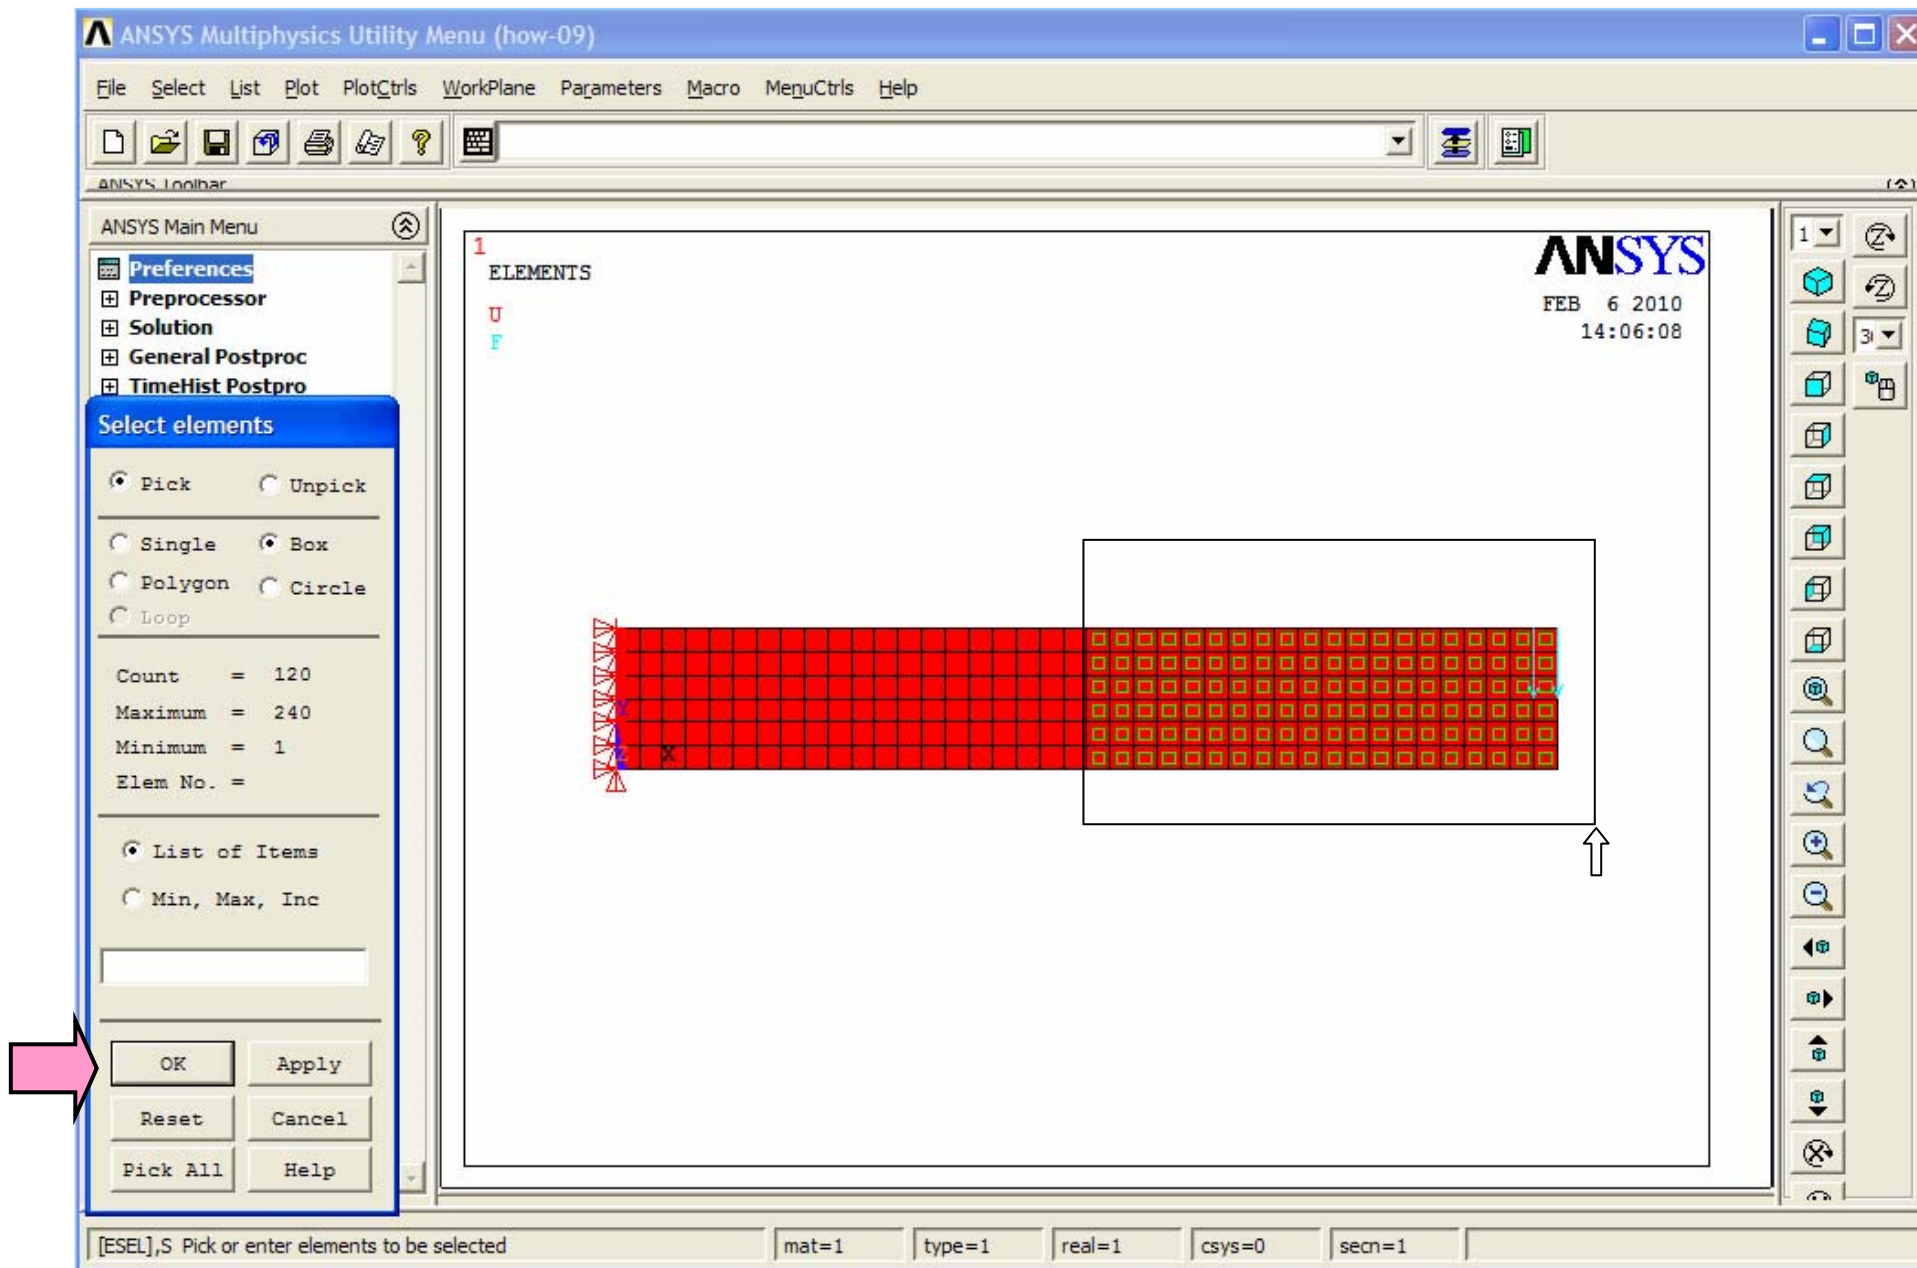 ANSYS Multiphysics Utility Menu (how-09)
File Select List Plot PlotCtrls WorkPlane Parameters Macro MenuCtrls Help
ANSYS Toolbar
ANSYS Main Menu
Preferences
Preprocessor
Solution
General Postproc
TimeHist Postpro
Select elements
Pick Unpick
Single Box
Polygon Circle
Loop
Count = 120
Maximum = 240
Minimum = 1
Elem No. =
List of Items
Min, Max, Inc
OK Apply
Reset Cancel
Pick All Help
1
ELEMENTS
U
F
ANSYS
FEB 6 2010
14:06:08
Y
Z X
1
[ESEL],S Pick or enter elements to be selected mat=1 type=1 real=1 csys=0 secn=1